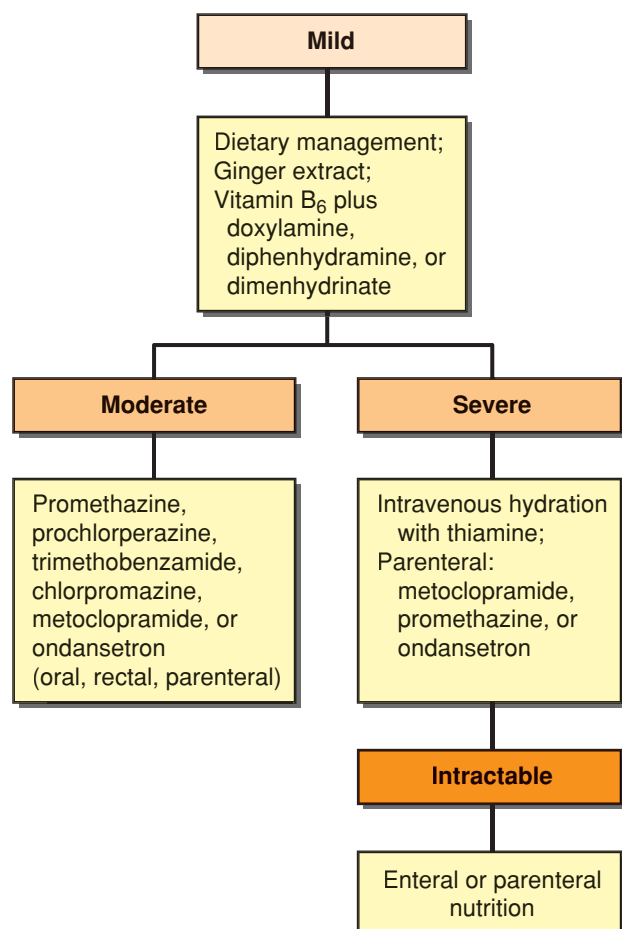 Mild
Dietary management;
Ginger extract;
Vitamin B6 plus
doxylamine,
diphenhydramine, or
dimenhydrinate
Moderate
Promethazine,
prochlorperazine,
trimethobenzamide,
chlorpromazine,
metoclopramide, or
ondansetron
(oral, rectal, parenteral)
Severe
Intravenous hydration
with thiamine;
Parenteral:
metoclopramide,
promethazine, or
ondansetron
Intractable
Enteral or parenteral
nutrition